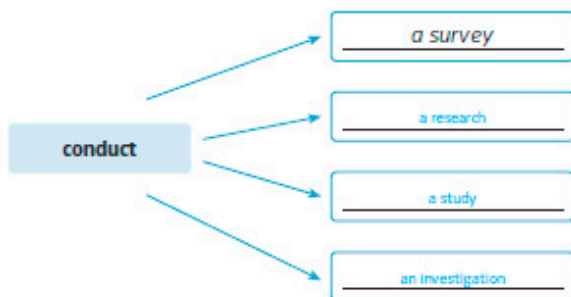 a survey
a research
conduct
a study
an investigation